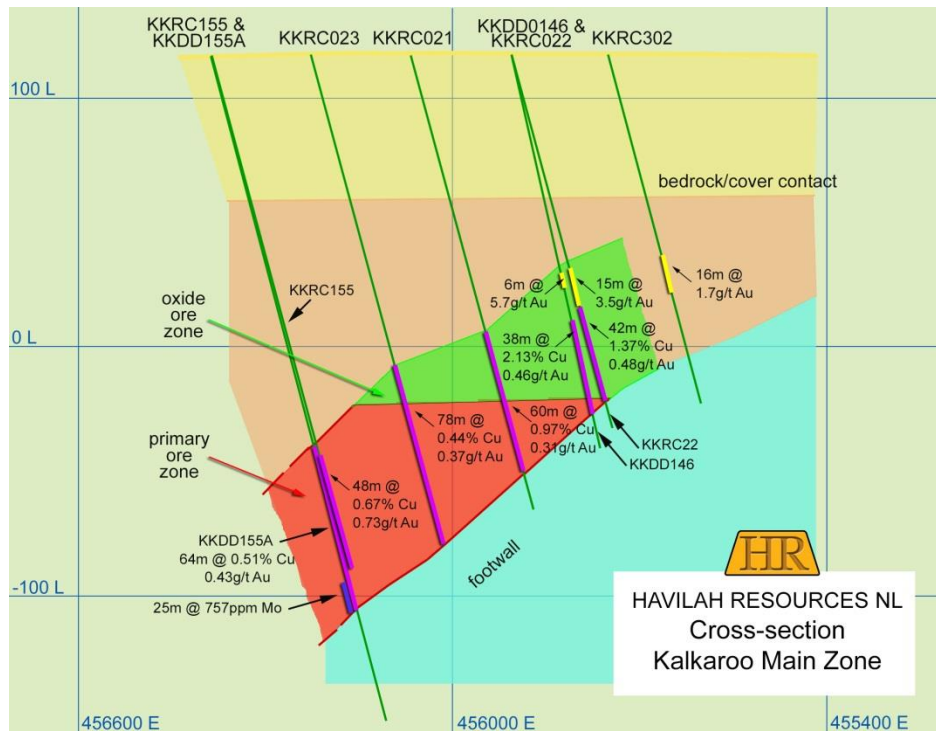 KKRC155 &
KKDD155A
KKRC023
KKRC021
KKDD0146 &
KKRC022
KKRC302
100 L
bedrock/cover contact
KKRC155
6m @
5.7g/t Au
15m @
3.5g/t Au
16m @
1.7g/t Au
oxide
ore
zone
0 L
38m @
2.13% Cu
0.46g/t Au
42m @
1.37% Cu
0.48g/t Au
primary
ore
zone
78m @
0.44% Cu
0.37g/t Au
60m @
0.97% Cu
0.31g/t Au
KKRC22
KKDD146
48m @
0.67% Cu
0.73g/t Au
KKDD155A
64m @ 0.51% Cu
0.43g/t Au
25m @ 757ppm Mo
footwall
-100 L
HR
HAVILAH RESOURCES NL
Cross-section
Kalkaroo Main Zone
456600 E
456000 E
455400 E